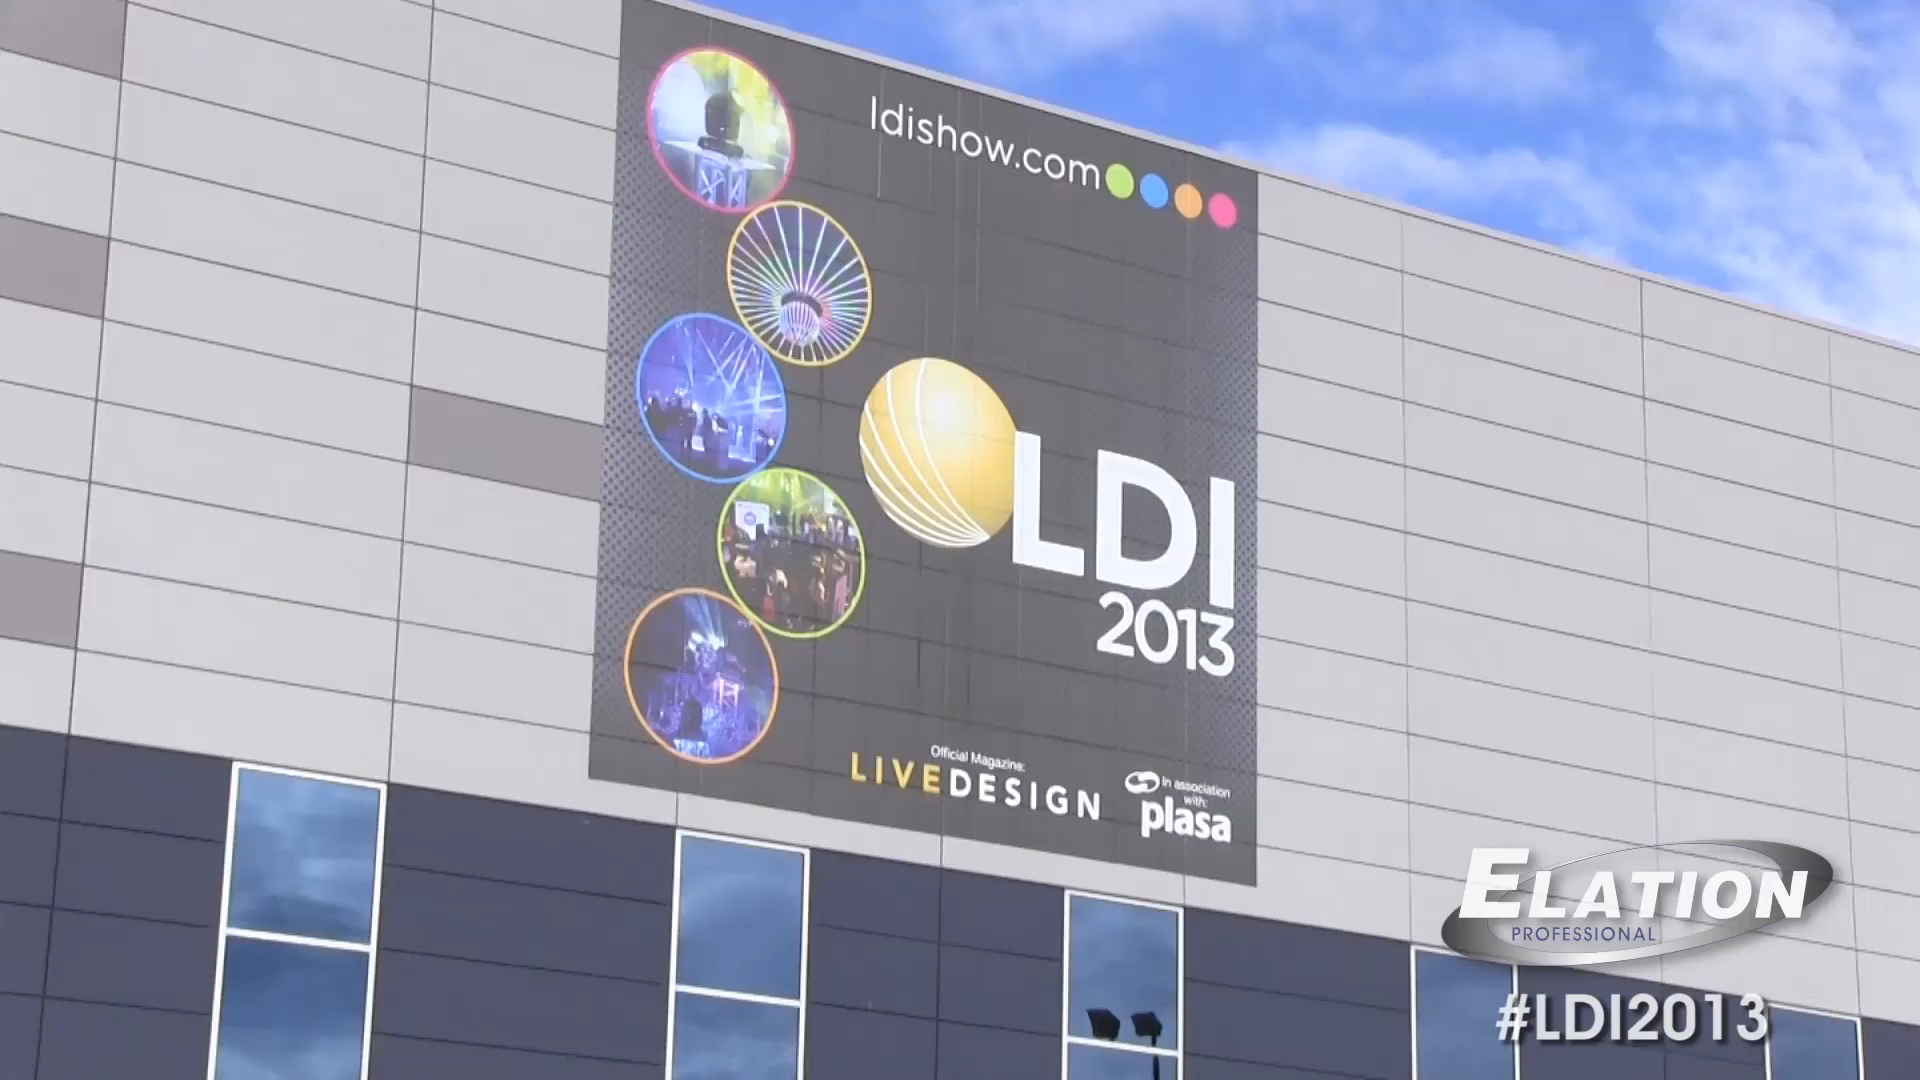 ldishow.com
LDI
2013
Official Magazine:
LIVEDESIGN
In association
with:
plasa
ELATION
PROFESSIONAL
#LDI2013